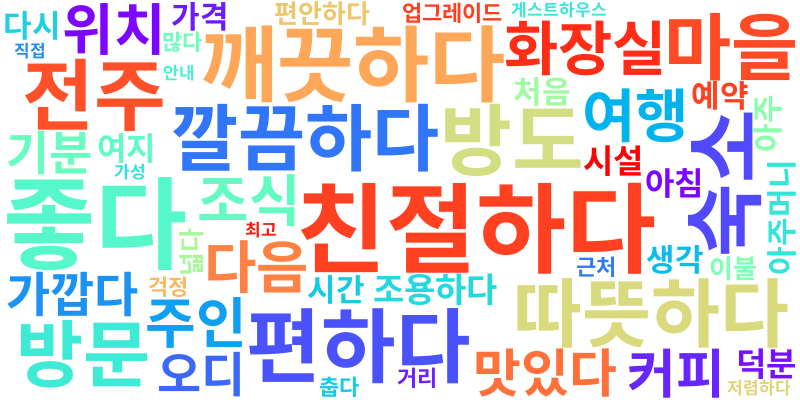 다시
위치
가격
편안하다
업그레이드
게스트하우스
직접
많다
깨끗하다
화장실
마을
전주
안내
처음
예약
깔끔하다
방도
여행
아주
숙소
기분
여지
가성
시설
아침
좋다
조식
친절하다
아주머니
최고
넓다
다음
근처
생각
이불
가깝다
걱정
시간
조용하다
따뜻하다
방문
주인
편하다
오디
춥다
거리
맛있다
커피
덕분
저렴하다